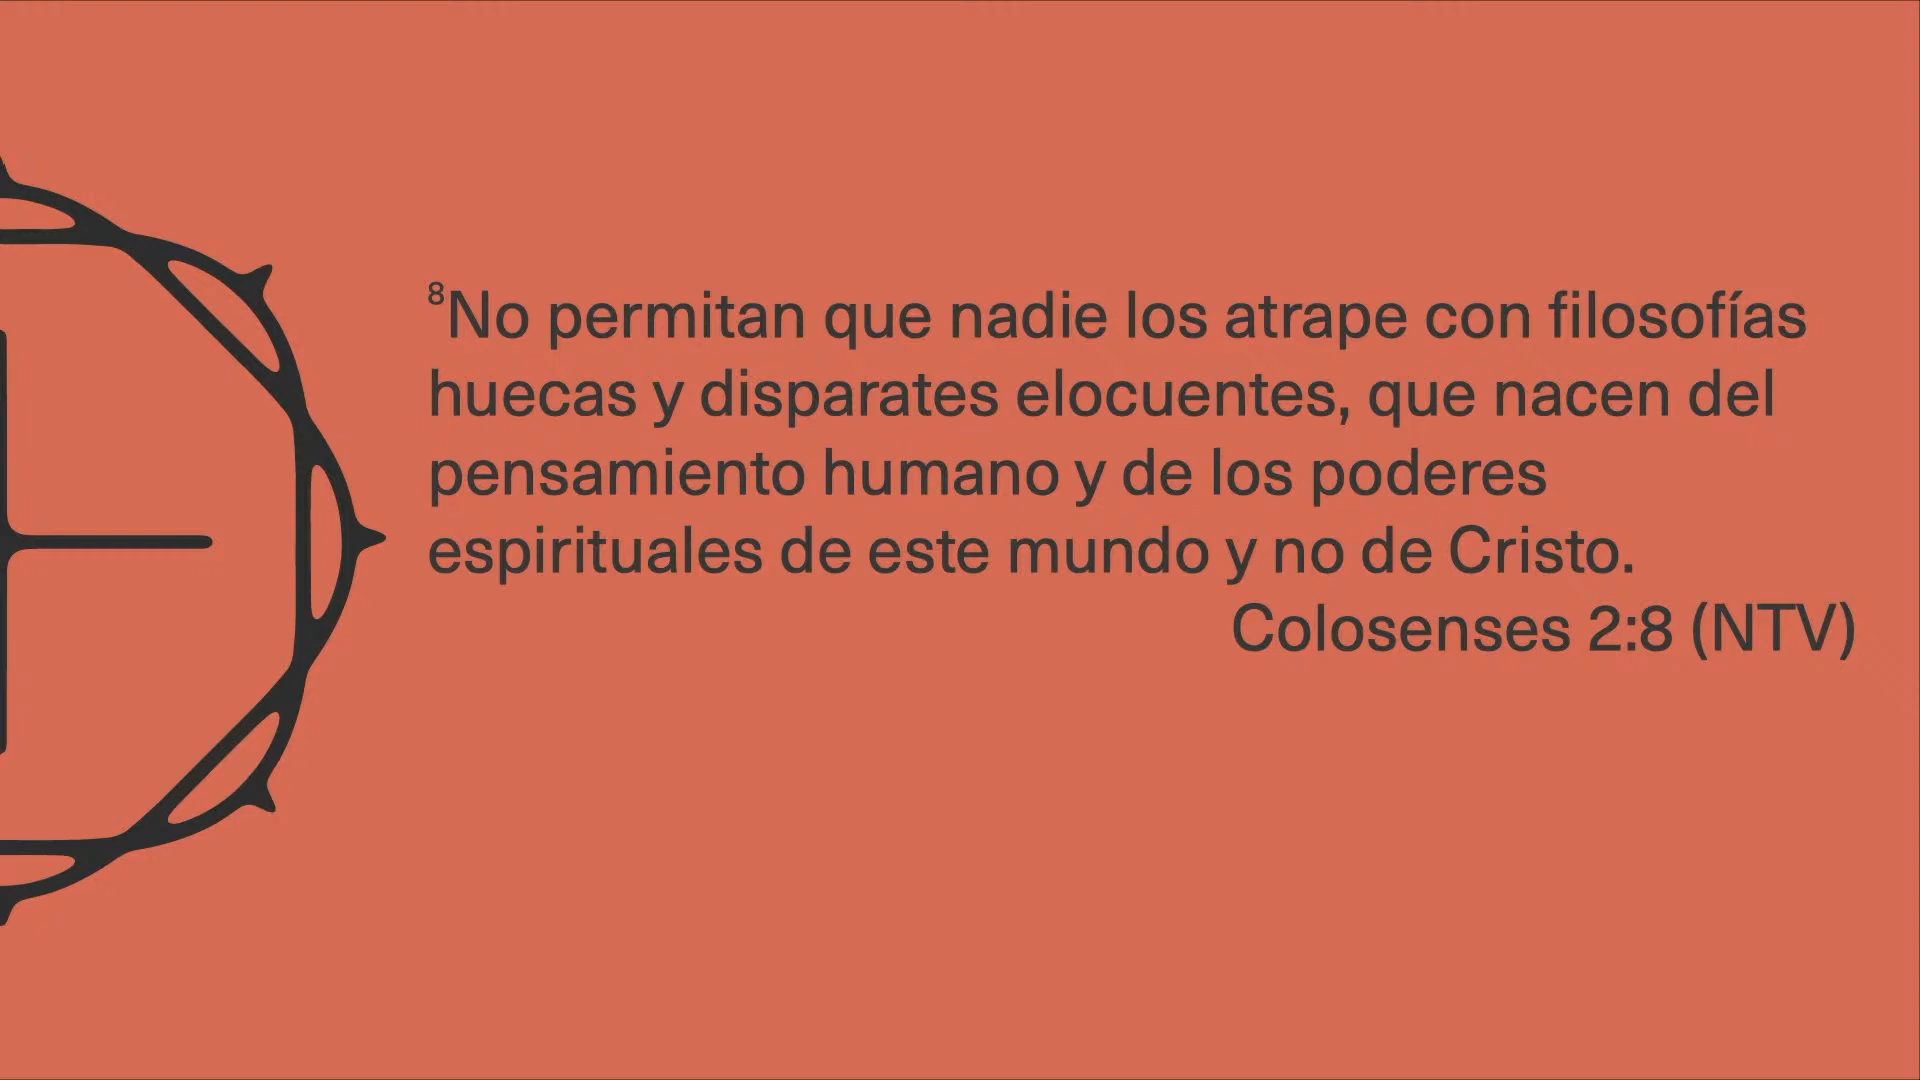 ⁸No permitan que nadie los atrape con filosofías
huecas y disparates elocuentes, que nacen del
pensamiento humano y de los poderes
espirituales de este mundo y no de Cristo.
Colosenses 2:8 (NTV)